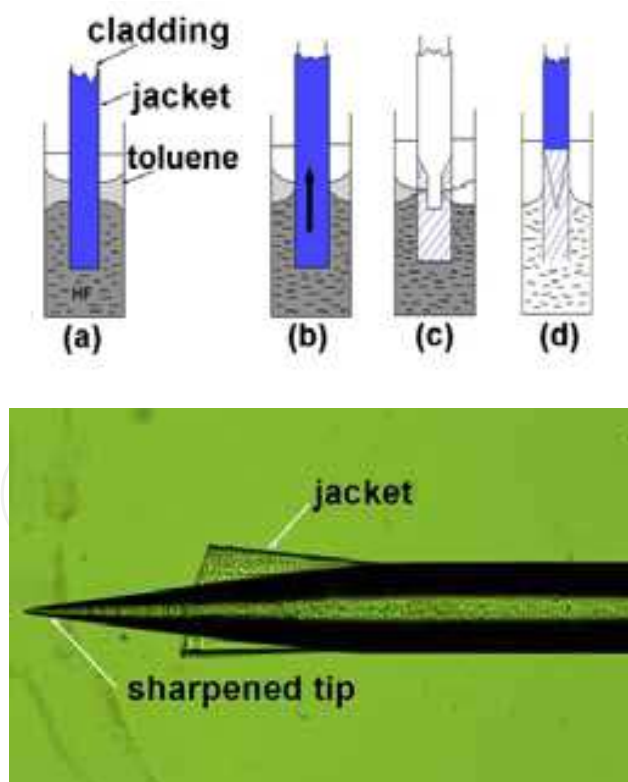 cladding
jacket
toluene
HF
(a) (b) (c) (d)
jacket
sharpened tip